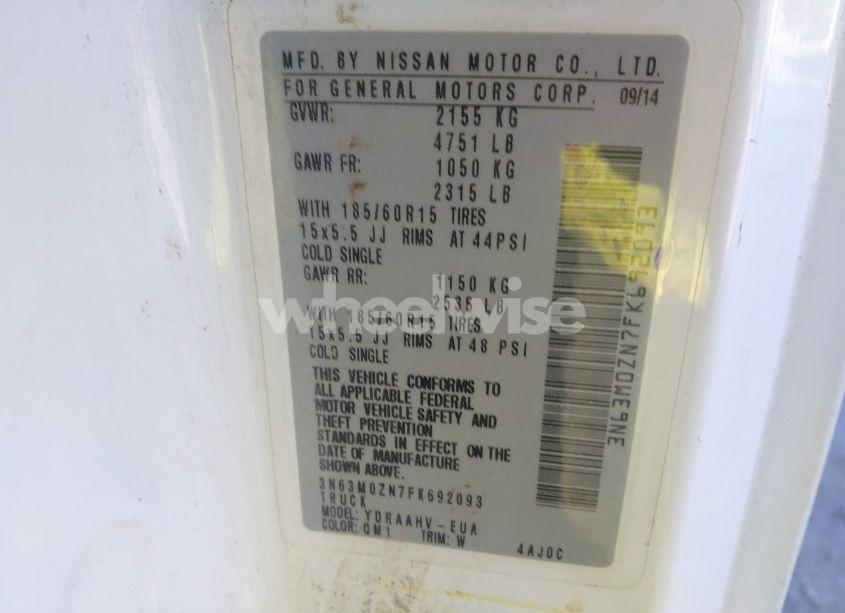 MFD. BY NISSAN MOTOR CO., LTD.
FOR GENERAL MOTORS CORP. 09/14
GVWR: 2155 KG
4751 LB
GAWR FR: 1050 KG
2315 LB
WITH 185/60R15 TIRES
15x5.5 JJ RIMS AT 44PSI
COLD SINGLE
GAWR RR: 1150 KG
2535 LB
WITH 185/60R15 TIRES
15x5.5 JJ RIMS AT 48 PSI
COLD SINGLE
THIS VEHICLE CONFORMS TO
ALL APPLICABLE FEDERAL
MOTOR VEHICLE SAFETY AND
THEFT PREVENTION
STANDARDS IN EFFECT ON THE
DATE OF MANUFACTURE
SHOWN ABOVE.
3N63M0ZN7FK692093
TRUCK
MODEL: YDRAAHV-EUA
COLOR: QM1 TRIM: W 4AJ0C
3N63M0ZN7FK692093
wheelwise